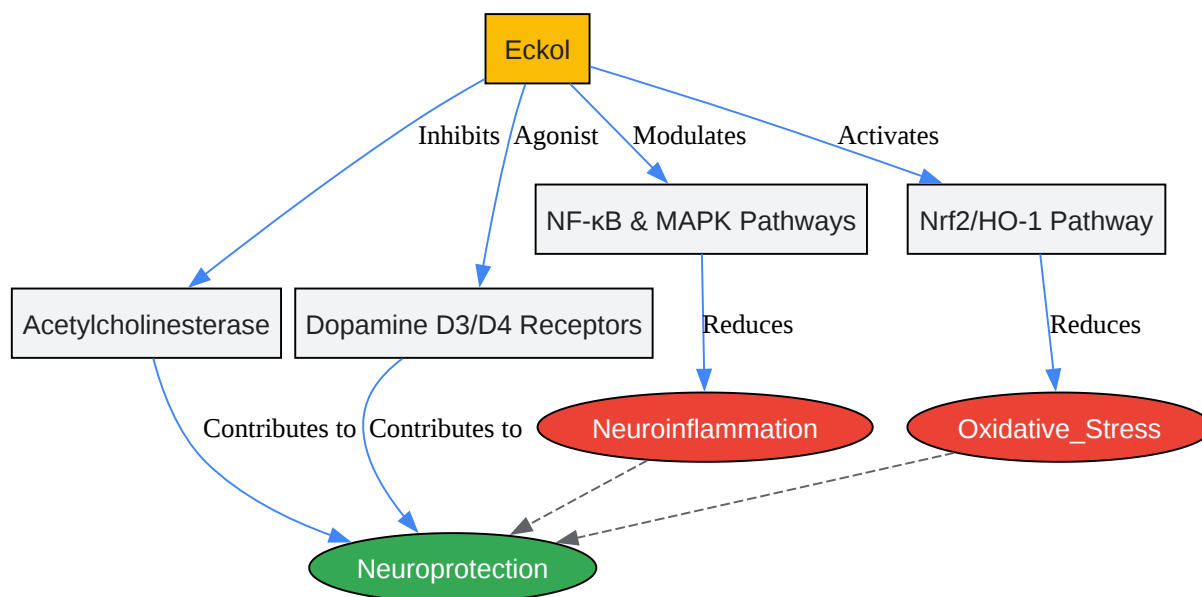 Eckol
Inhibits
Agonist
Modulates
Activates
NF-κB & MAPK Pathways
Nrf2/HO-1 Pathway
Acetylcholinesterase
Dopamine D3/D4 Receptors
Reduces
Reduces
Contributes to
Contributes to
Neuroinflammation
Oxidative_Stress
Neuroprotection